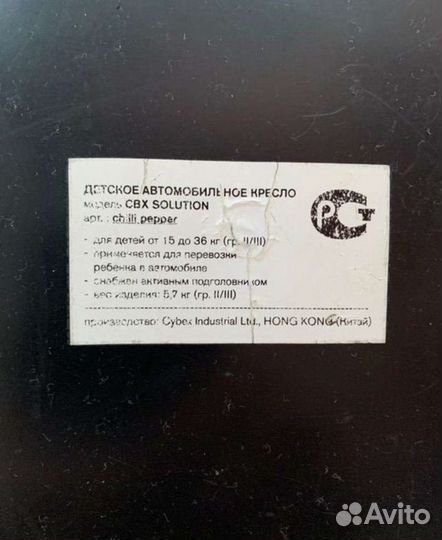 ДЕТСКОЕ АВТОМОБИЛЬНОЕ КРЕСЛО
модель CBX SOLUTION
арт. : chilli pepper
- для детей от 15 до 36 кг (гр. II/III)
- применяется для перевозки
ребенка в автомобиле
- снабжен активным подголовником
- вес изделия: 5,7 кг (гр. II/III)
производство: Cybex Industrial Ltd., HONG KONG (Китай)
РСТ
Avito